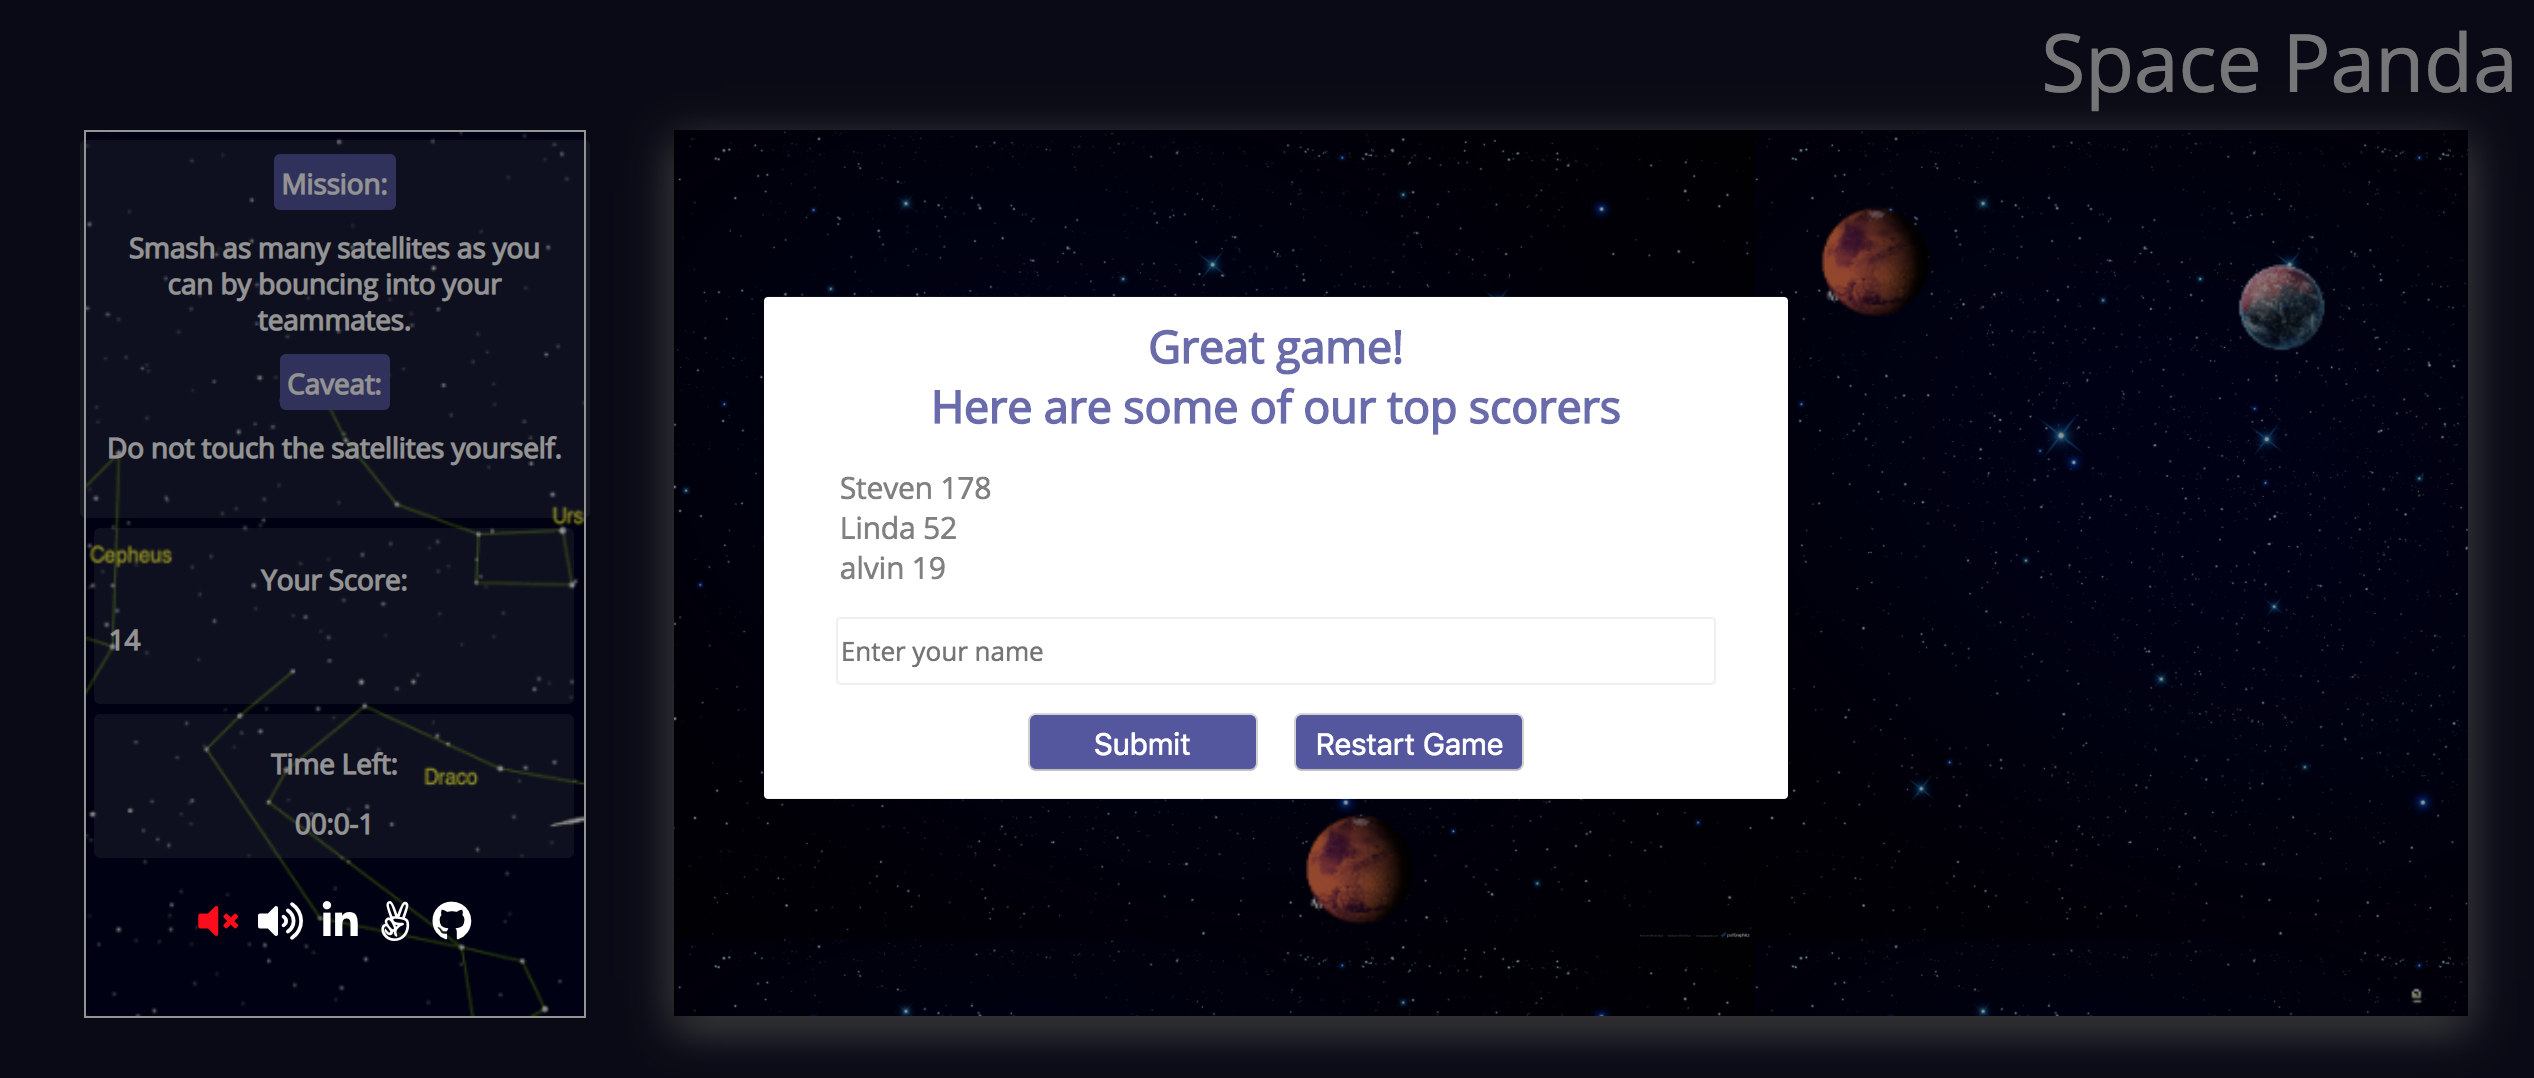 Space Panda
Mission:
Smash as many satellites as you
can by bouncing into your
teammates.
Caveat:
Do not touch the satellites yourself.
Urs
Cepheus
Your Score:
14
Time Left:
Draco
00:0-1
in
Great game!
Here are some of our top scorers
Steven 178
Linda 52
alvin 19
Enter your name
Submit
Restart Game